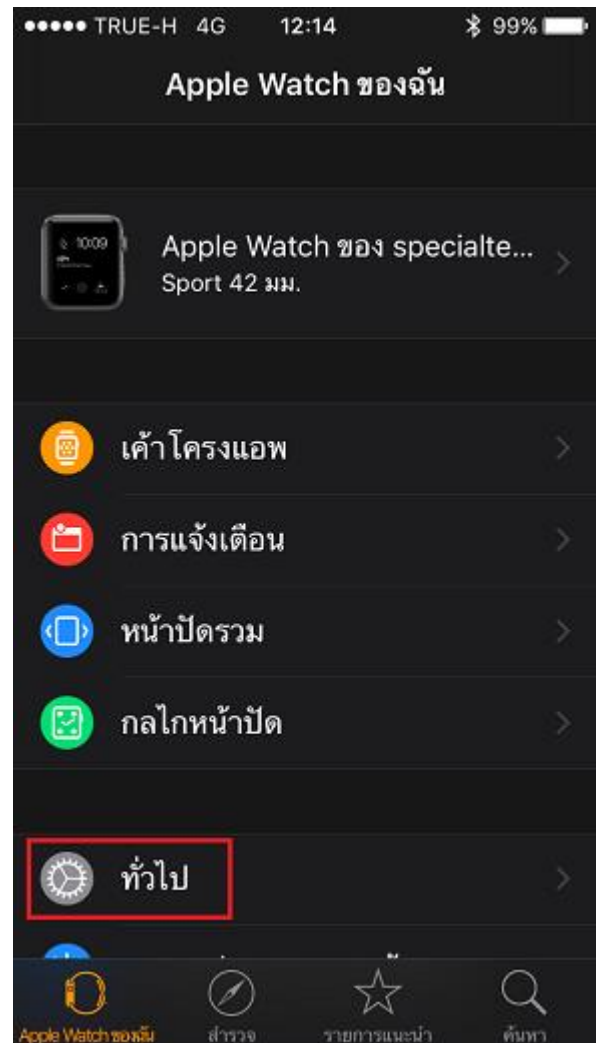 TRUE-H 4G 12:14 99%
Apple Watch ของฉัน
10:09
Apple Watch ของ specialte...
Sport 42 มม.
เค้าโครงแอพ
การแจ้งเตือน
หน้าปัดรวม
กลไกหน้าปัด
ทั่วไป
Apple Watch ของฉัน สำรวจ รายการแนะนำ ค้นหา